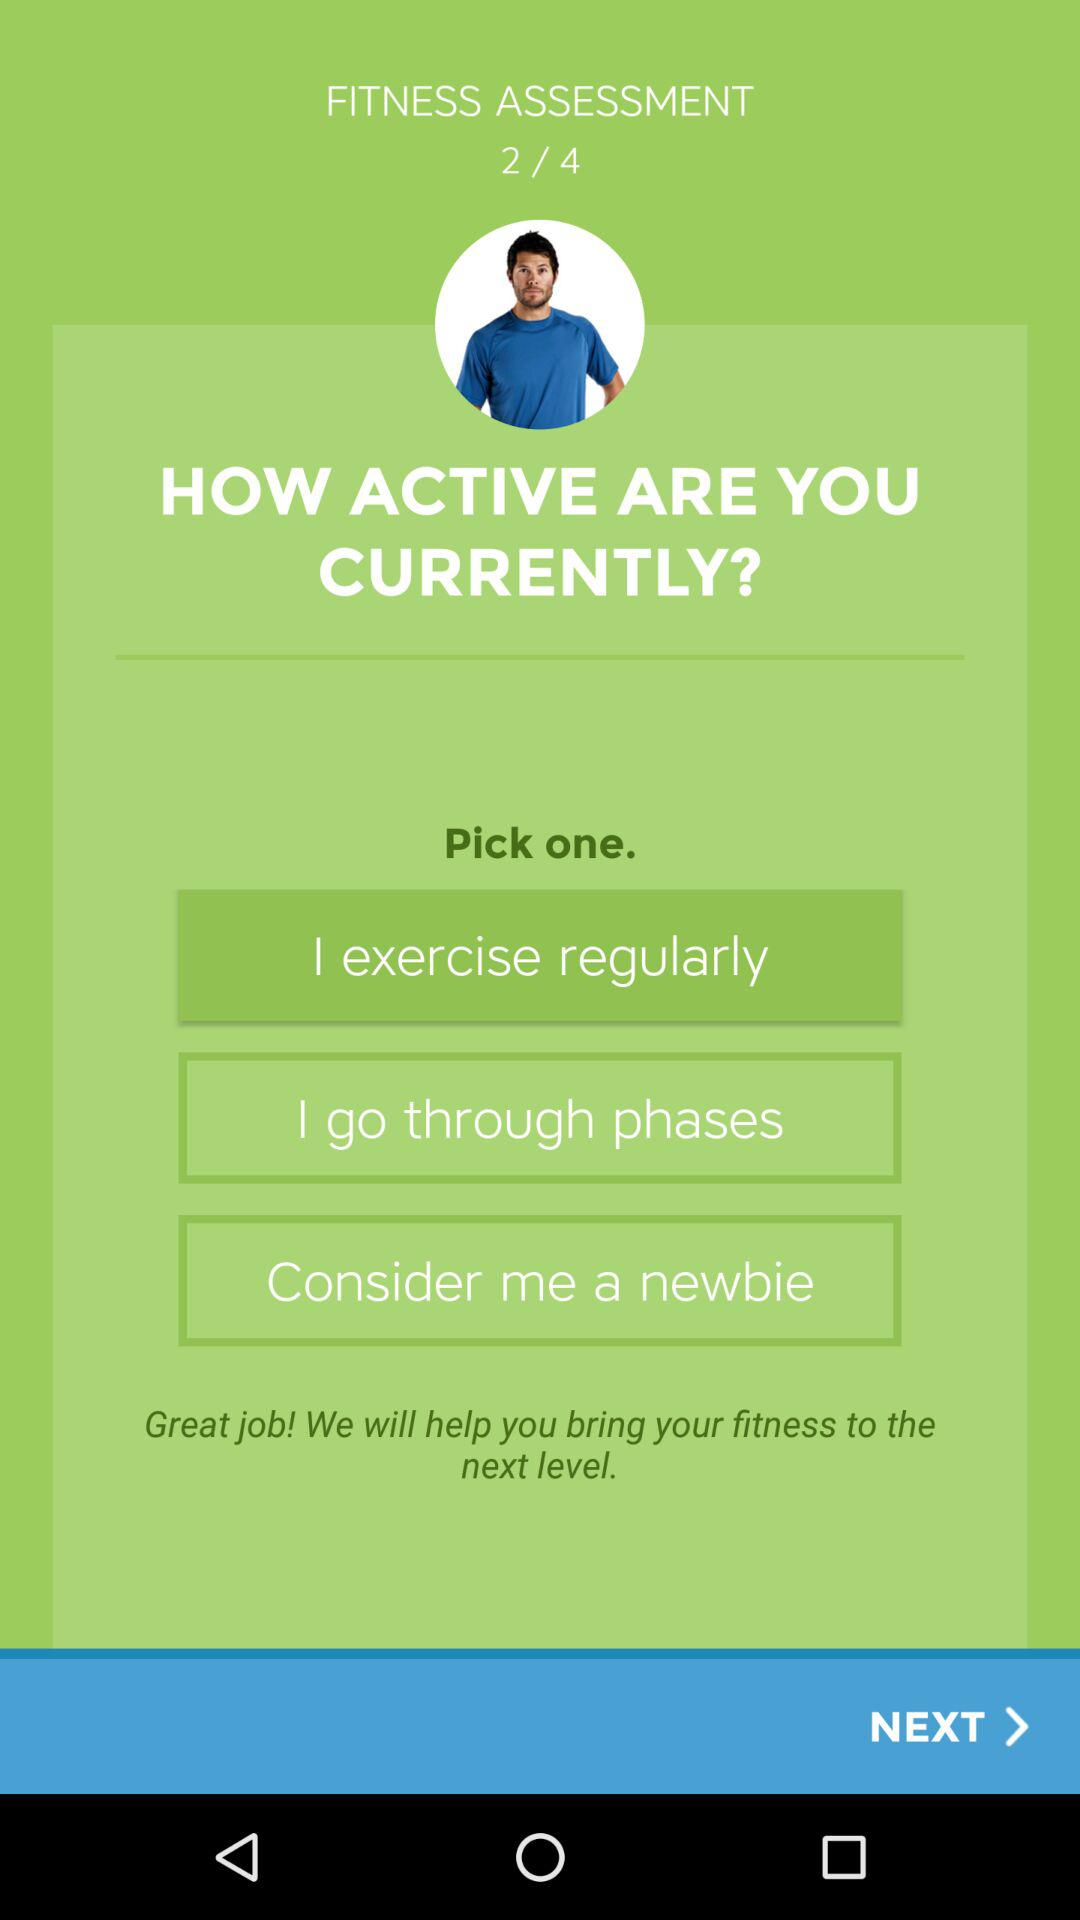 FITNESS ASSESSMENT
2 / 4
HOW ACTIVE ARE YOU
CURRENTLY?
Pick one.
I exercise regularly
I go through phases
Consider me a newbie
Great job! We will help you bring your fitness to the
next level.
NEXT